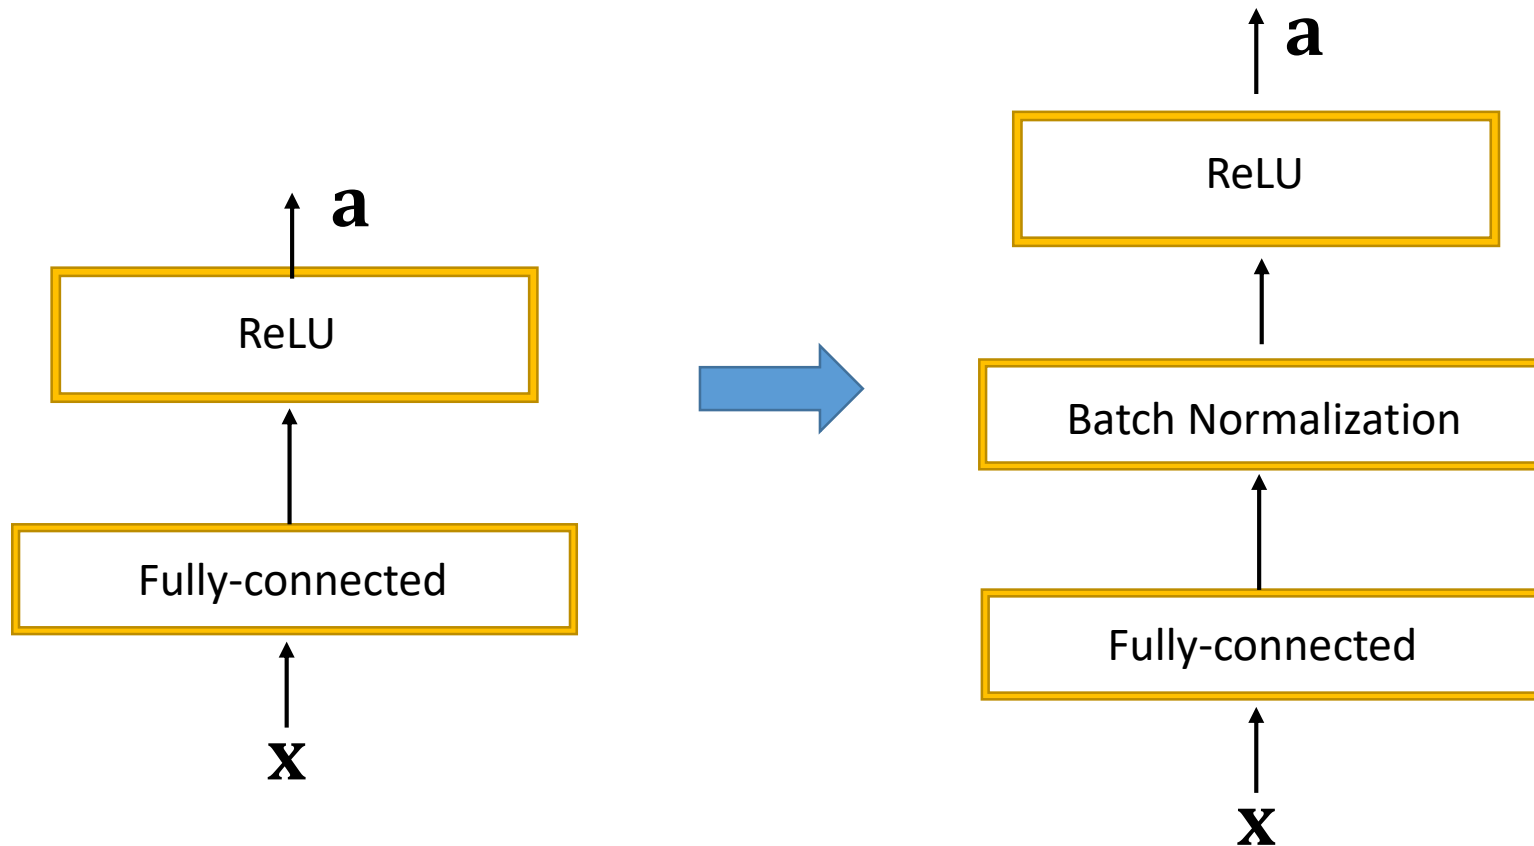 a
ReLU
Fully-connected
x
a
ReLU
Batch Normalization
Fully-connected
x